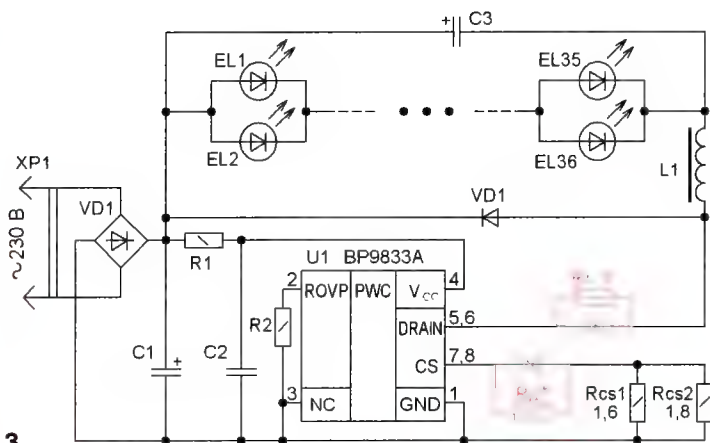 C3
EL1
EL35
EL2
EL36
L1
XP1
VD1
VD1
~230 В
R1
U1 BP9833A
2
ROVP
PWC
VCC
4
DRAIN
5,6
R2
CS
7,8
C1
C2
3
NC
GND
1
Rcs1
1,6
Rcs2
1,8
3